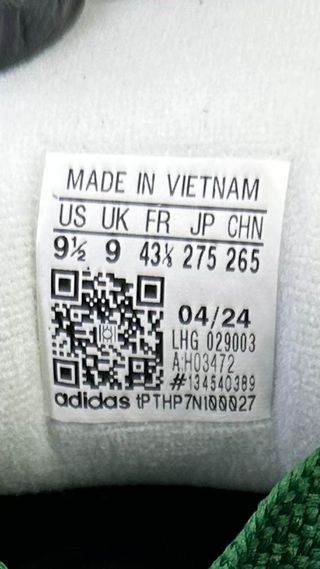 MADE IN VIETNAM
US UK FR JP CHN
9½ 9 43⅓ 275 265
04/24
LHG 029003
A:H03472
#134540389
adidas tPTHP7N100027